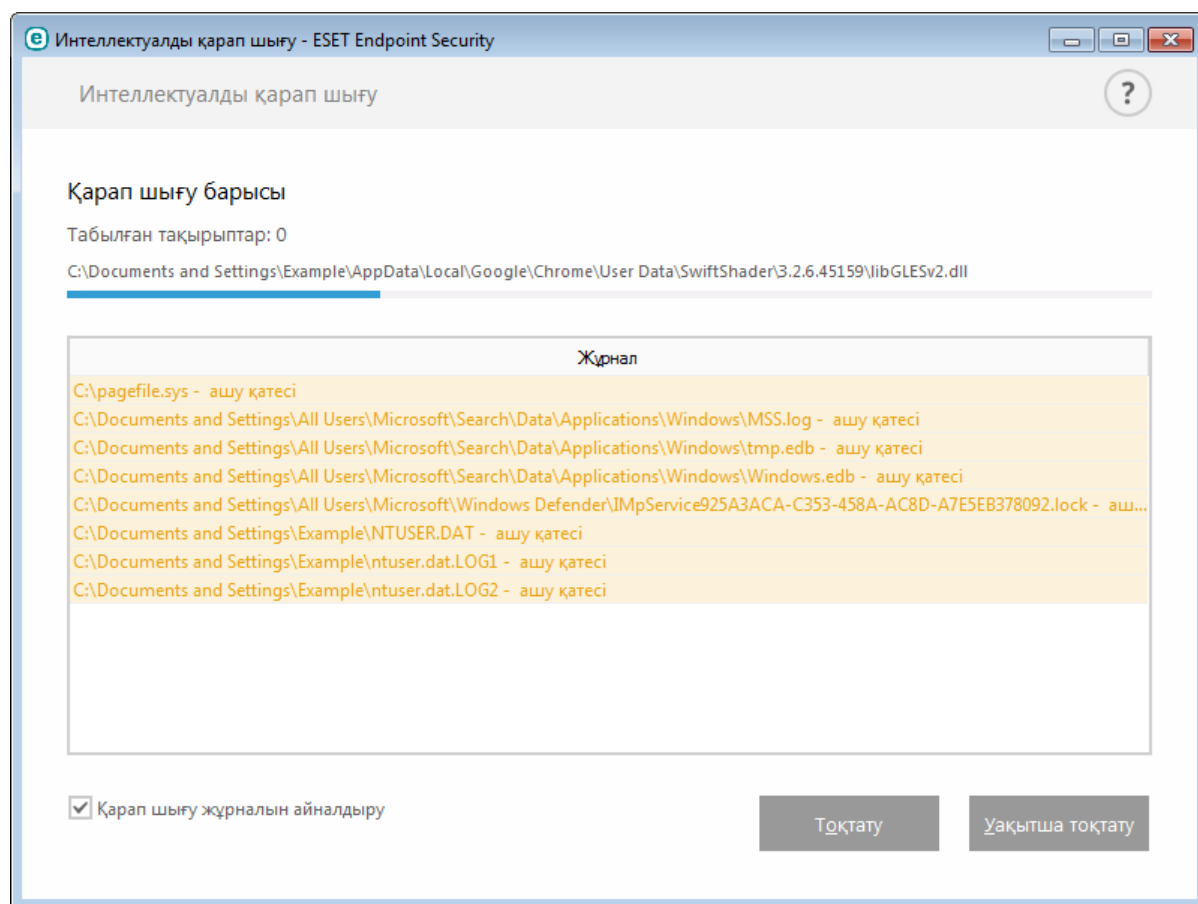 Интеллектуалды қарап шығу - ESET Endpoint Security
Интеллектуалды қарап шығу
?
Қарап шығу барысы
Табылған тақырыптар: 0
C:\Documents and Settings\Example\AppData\Local\Google\Chrome\User Data\SwiftShader\3.2.6.45159\libGLESv2.dll
Журнал
C:\pagefile.sys - ашу қатесі
C:\Documents and Settings\All Users\Microsoft\Search\Data\Applications\Windows\MSS.log - ашу қатесі
C:\Documents and Settings\All Users\Microsoft\Search\Data\Applications\Windows\tmp.edb - ашу қатесі
C:\Documents and Settings\All Users\Microsoft\Search\Data\Applications\Windows\Windows.edb - ашу қатесі
C:\Documents and Settings\All Users\Microsoft\Windows Defender\IMpService925A3ACA-C353-458A-AC8D-A7E5EB378092.lock - аш...
C:\Documents and Settings\Example\NTUSER.DAT - ашу қатесі
C:\Documents and Settings\Example\ntuser.dat.LOG1 - ашу қатесі
C:\Documents and Settings\Example\ntuser.dat.LOG2 - ашу қатесі
Қарап шығу журналын айналдыру
Тоқтату
Уақытша тоқтату